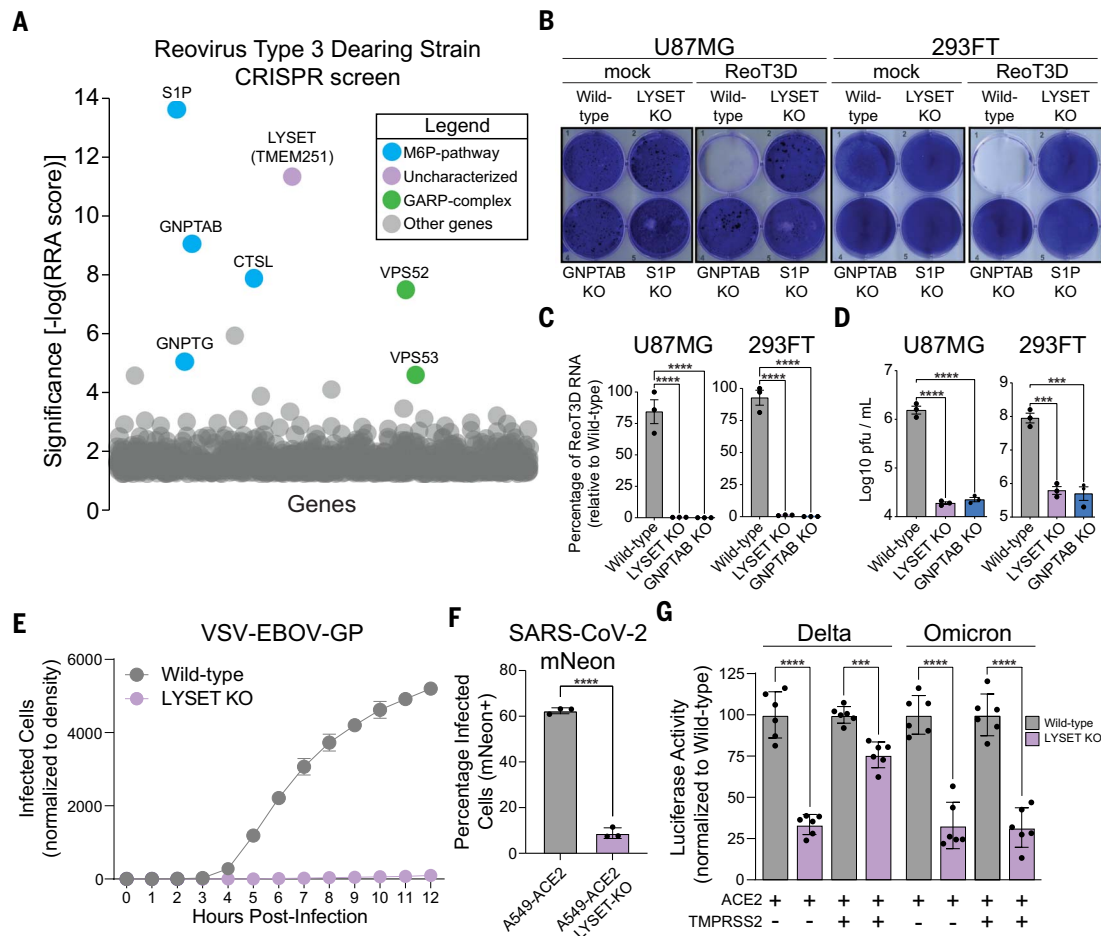 A
Reovirus Type 3 Dearing Strain
CRISPR screen
Significance [-log(RRA score)]
14
12
10
8
6
4
2
0
S1P
LYSET
(TMEM251)
GNPTAB
CTSL
VPS52
GNPTG
VPS53
Genes
Legend
M6P-pathway
Uncharacterized
GARP-complex
Other genes
B
U87MG 293FT
mock ReoT3D mock ReoT3D
Wild- LYSET Wild- LYSET Wild- LYSET Wild- LYSET
type KO type KO type KO type KO
GNPTAB S1P GNPTAB S1P GNPTAB S1P GNPTAB S1P
KO KO KO KO KO KO KO KO
C
U87MG 293FT
Percentage of ReoT3D RNA
(relative to Wild-type)
100
75
50
25
0
****
****
Wild-type
LYSET KO
GNPTAB KO
100
75
50
25
0
****
****
Wild-type
LYSET KO
GNPTAB KO
D
U87MG 293FT
Log10 pfu / mL
7
6
5
4
****
****
Wild-type
LYSET KO
GNPTAB KO
9
8
7
6
5
***
***
Wild-type
LYSET KO
GNPTAB KO
E
VSV-EBOV-GP
Infected Cells
(normalized to density)
6000
4000
2000
0
Wild-type
LYSET KO
0 1 2 3 4 5 6 7 8 9 10 11 12
Hours Post-Infection
F
SARS-CoV-2
mNeon
Percentage Infected
Cells (mNeon+)
80
60
40
20
0
****
A549-ACE2
A549-ACE2
LYSET-KO
G
Delta Omicron
Luciferase Activity
(normalized to Wild-type)
125
100
75
50
25
0
**** *** **** ****
Wild-type
LYSET KO
ACE2 + + + + + + + +
TMPRSS2 - - + + - - + +